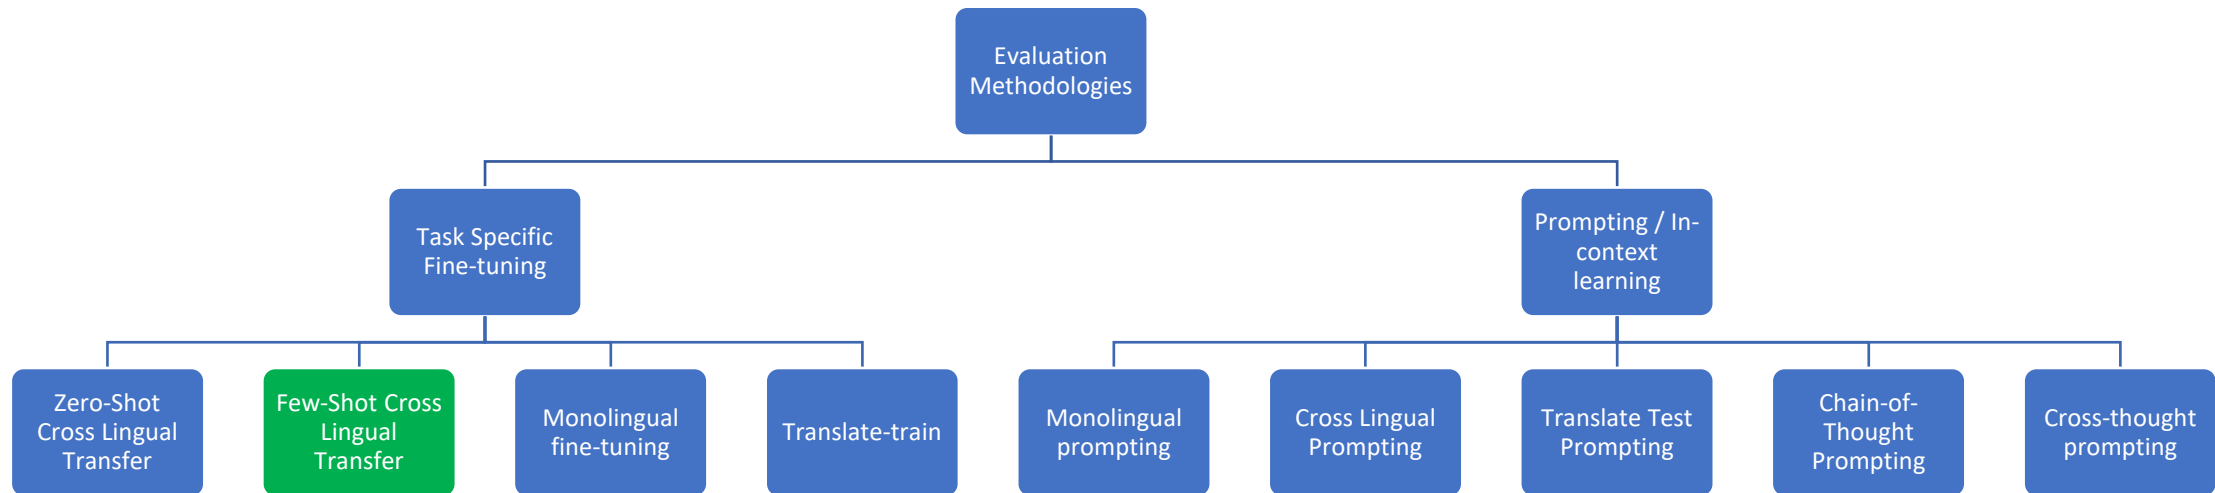 Evaluation
Methodologies
Task Specific
Fine-tuning
Prompting / In-
context
learning
Zero-Shot
Cross Lingual
Transfer
Few-Shot Cross
Lingual
Transfer
Monolingual
fine-tuning
Translate-train
Monolingual
prompting
Cross Lingual
Prompting
Translate Test
Prompting
Chain-of-
Thought
Prompting
Cross-thought
prompting